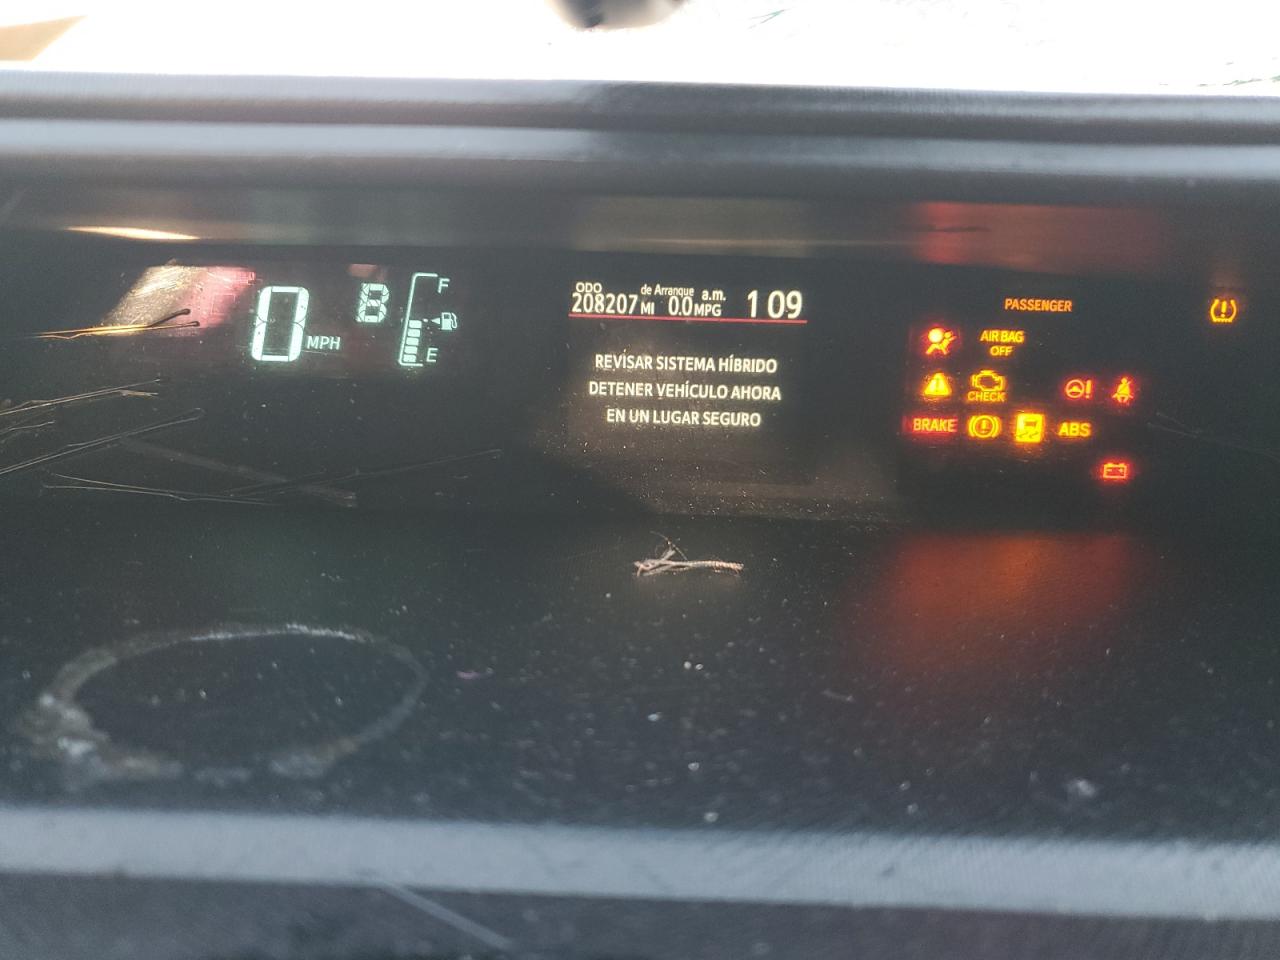 0 MPH
B
F
E
ODO de Arranque a.m.
208207 MI 0.0 MPG 1 09
REVISAR SISTEMA HÍBRIDO
DETENER VEHÍCULO AHORA
EN UN LUGAR SEGURO
PASSENGER
AIR BAG
OFF
CHECK
BRAKE
ABS